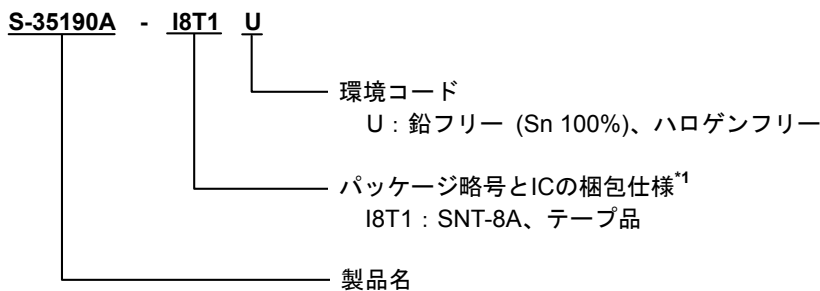 S-35190A - I8T1 U
環境コード
U：鉛フリー (Sn 100%)、ハロゲンフリー
パッケージ略号とICの梱包仕様*1
I8T1：SNT-8A、テープ品
製品名